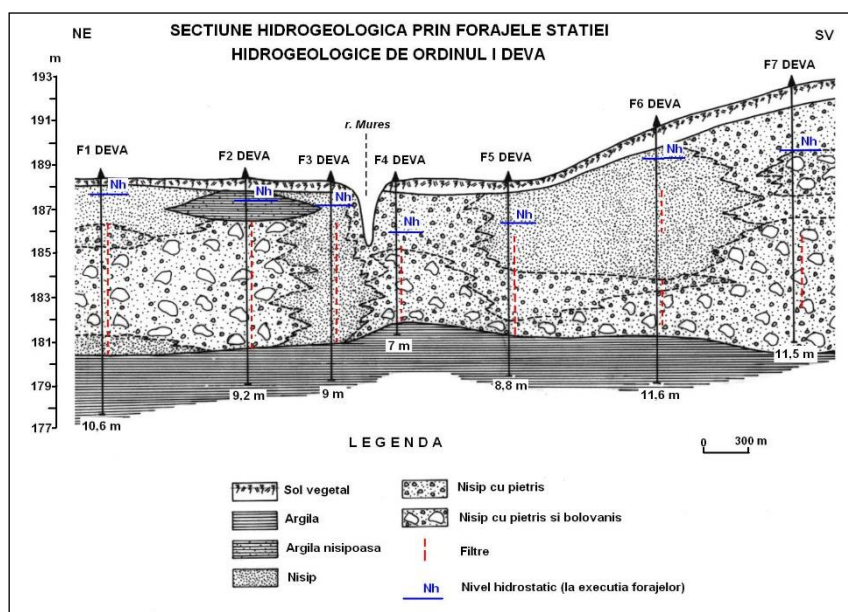 NE
SECTIUNE HIDROGEOLOGICA PRIN FORAJELE STATIEI
SV
HIDROGEOLOGICE DE ORDINUL I DEVA
m
193
191
189
187
185
183
181
179
177
F1 DEVA
F2 DEVA
F3 DEVA
r. Mures
F4 DEVA
F5 DEVA
F6 DEVA
F7 DEVA
Nh
Nh
Nh
Nh
Nh
Nh
Nh
10,6 m
9,2 m
9 m
7 m
8,8 m
11,6 m
11,5 m
LEGENDA
0 300 m
Sol vegetal
Argila
Argila nisipoasa
Nisip
Nisip cu pietris
Nisip cu pietris si bolovanis
Filtre
Nh Nivel hidrostatic (la executia forajelor)